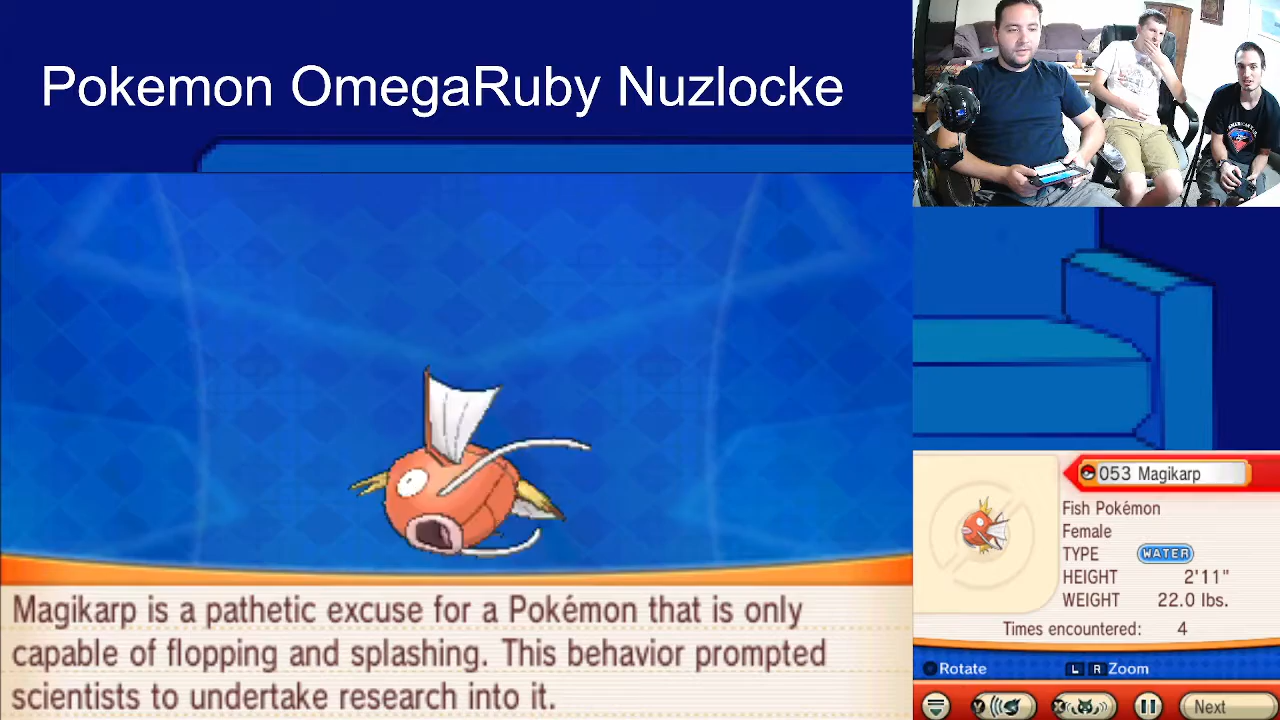 Pokemon OmegaRuby Nuzlocke
053 Magikarp
Fish Pokémon
Female
TYPE WATER
HEIGHT 2'11"
WEIGHT 22.0 lbs.
Times encountered: 4
Magikarp is a pathetic excuse for a Pokémon that is only
capable of flopping and splashing. This behavior prompted
scientists to undertake research into it.
Rotate L R Zoom
Y X Next